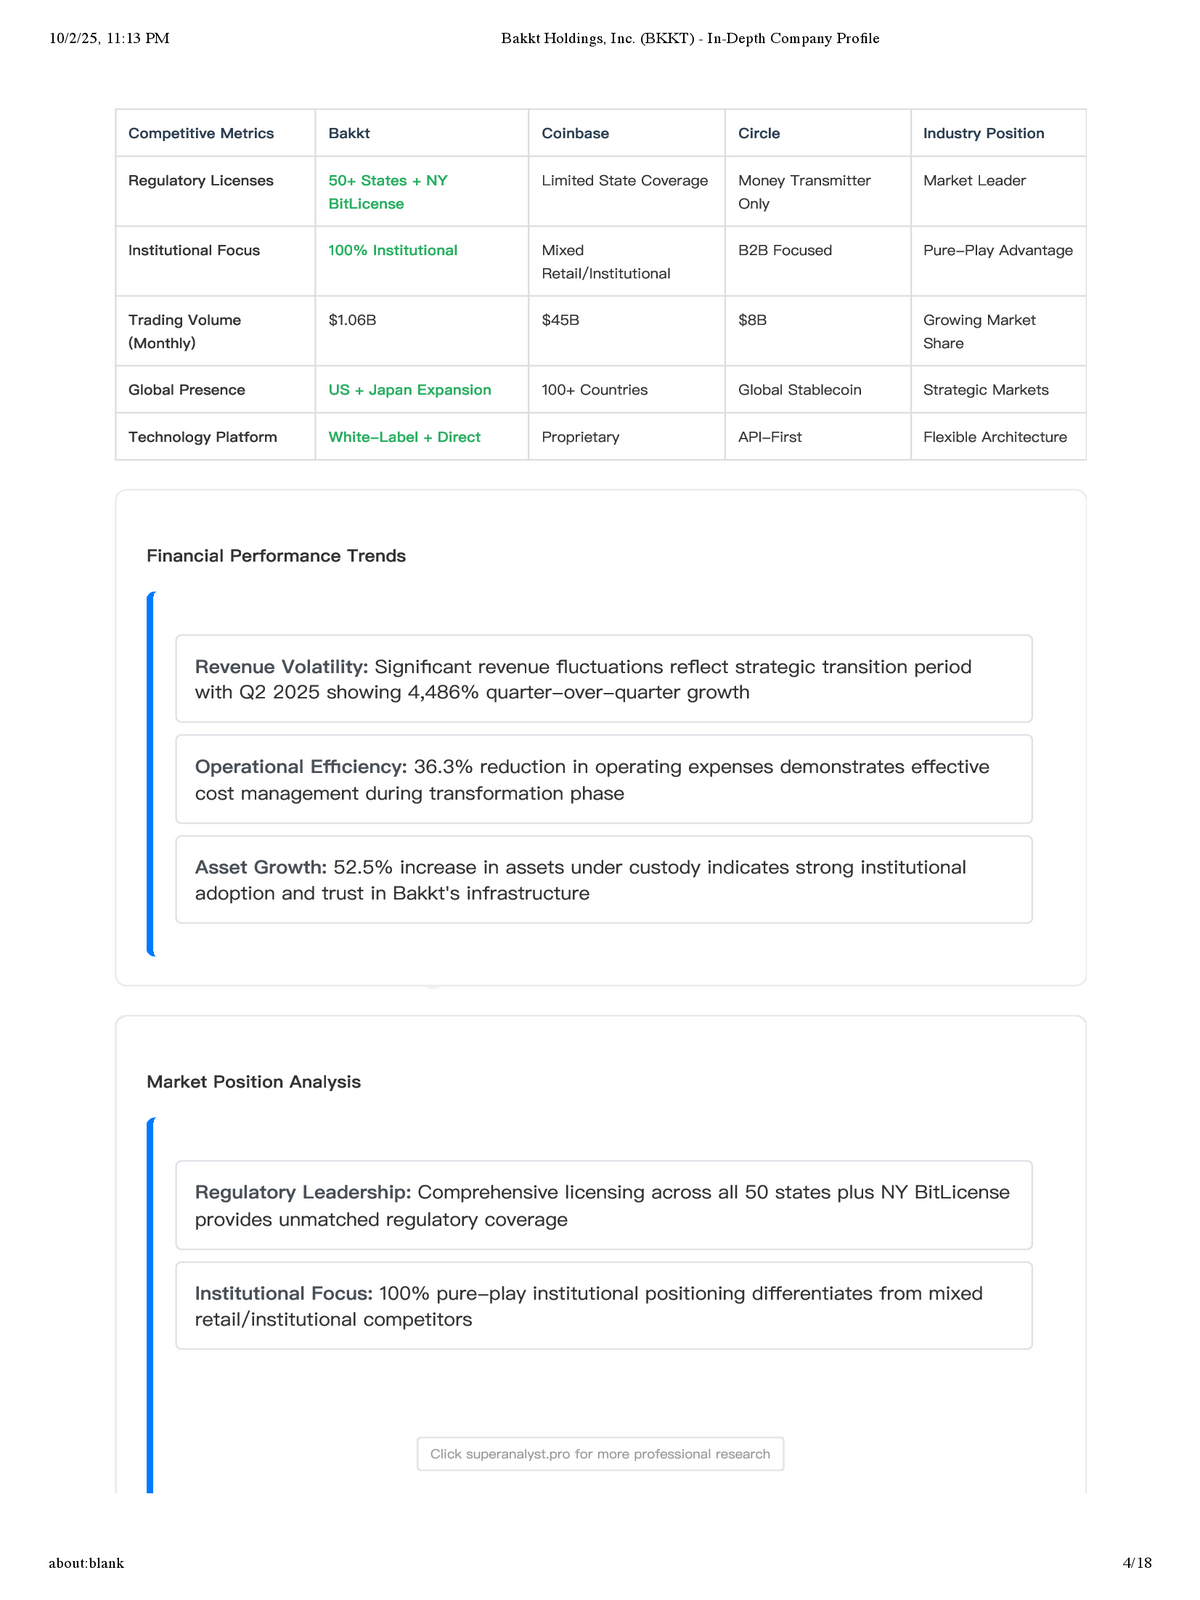 10/2/25, 11:13 PM
Bakkt Holdings, Inc. (BKKT) - In-Depth Company Profile
Competitive Metrics Bakkt Coinbase Circle Industry Position
Regulatory Licenses 50+ States + NY BitLicense Limited State Coverage Money Transmitter Only Market Leader
Institutional Focus 100% Institutional Mixed Retail/Institutional B2B Focused Pure–Play Advantage
Trading Volume (Monthly) $1.06B $45B $8B Growing Market Share
Global Presence US + Japan Expansion 100+ Countries Global Stablecoin Strategic Markets
Technology Platform White–Label + Direct Proprietary API–First Flexible Architecture
Financial Performance Trends
Revenue Volatility: Significant revenue fluctuations reflect strategic transition period
with Q2 2025 showing 4,486% quarter–over–quarter growth
Operational Efficiency: 36.3% reduction in operating expenses demonstrates effective
cost management during transformation phase
Asset Growth: 52.5% increase in assets under custody indicates strong institutional
adoption and trust in Bakkt's infrastructure
Market Position Analysis
Regulatory Leadership: Comprehensive licensing across all 50 states plus NY BitLicense
provides unmatched regulatory coverage
Institutional Focus: 100% pure–play institutional positioning differentiates from mixed
retail/institutional competitors
Click superanalyst.pro for more professional research
about:blank
4/18